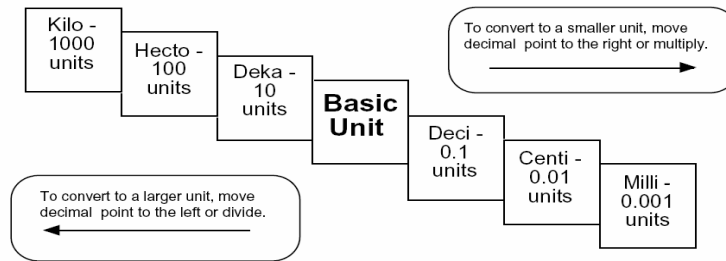 Kilo -
1000
units
Hecto -
100
units
Deka -
10
units
Basic
Unit
Deci -
0.1
units
Centi -
0.01
units
Milli -
0.001
units
To convert to a smaller unit, move
decimal point to the right or multiply.
To convert to a larger unit, move
decimal point to the left or divide.